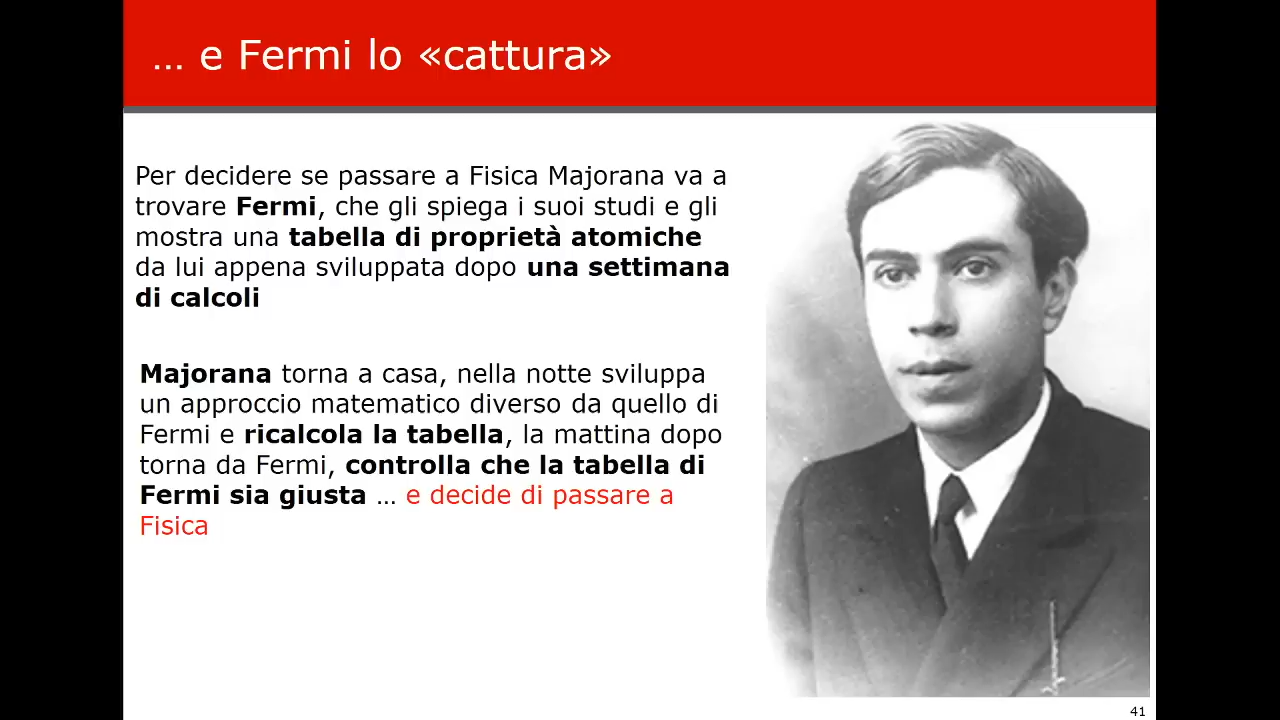 ... e Fermi lo «cattura»
Per decidere se passare a Fisica Majorana va a
trovare Fermi, che gli spiega i suoi studi e gli
mostra una tabella di proprietà atomiche
da lui appena sviluppata dopo una settimana
di calcoli
Majorana torna a casa, nella notte sviluppa
un approccio matematico diverso da quello di
Fermi e ricalcola la tabella, la mattina dopo
torna da Fermi, controlla che la tabella di
Fermi sia giusta ... e decide di passare a
Fisica
41